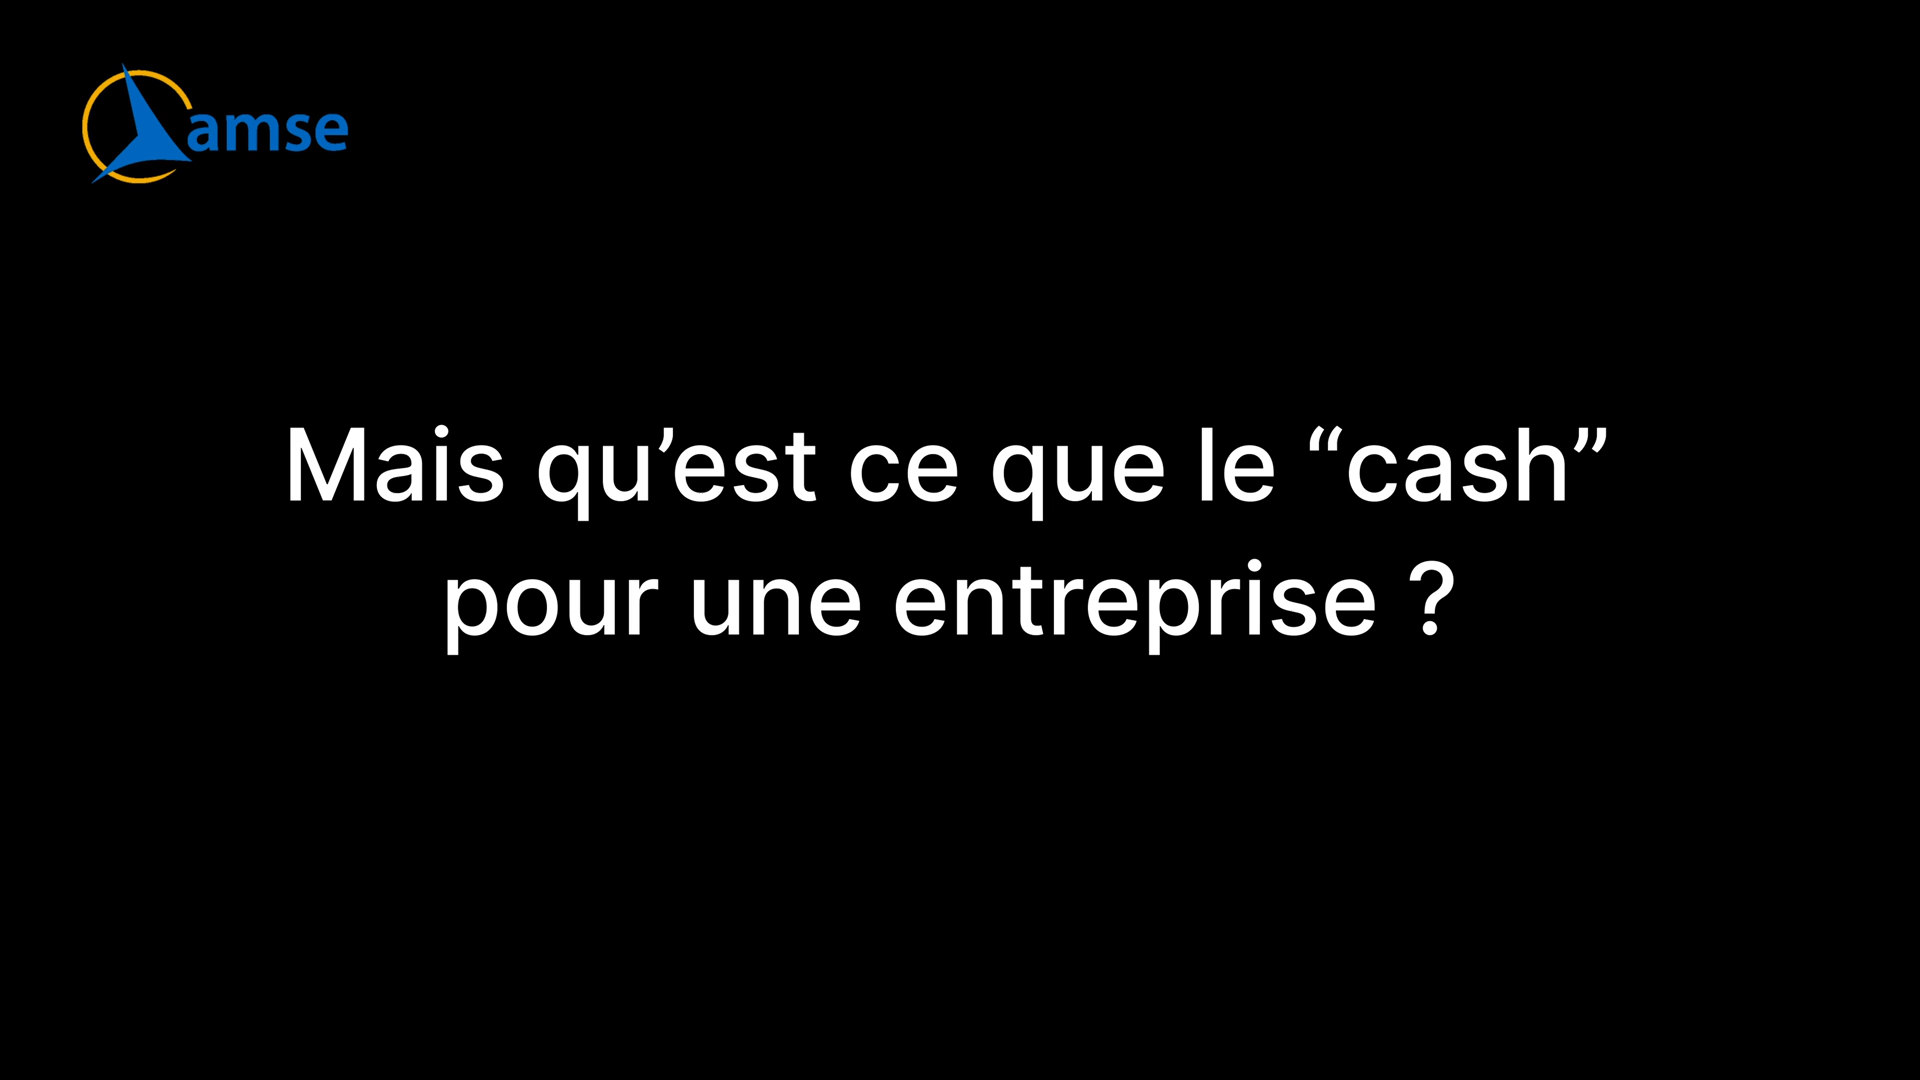 amse
Mais qu’est ce que le “cash”
pour une entreprise ?